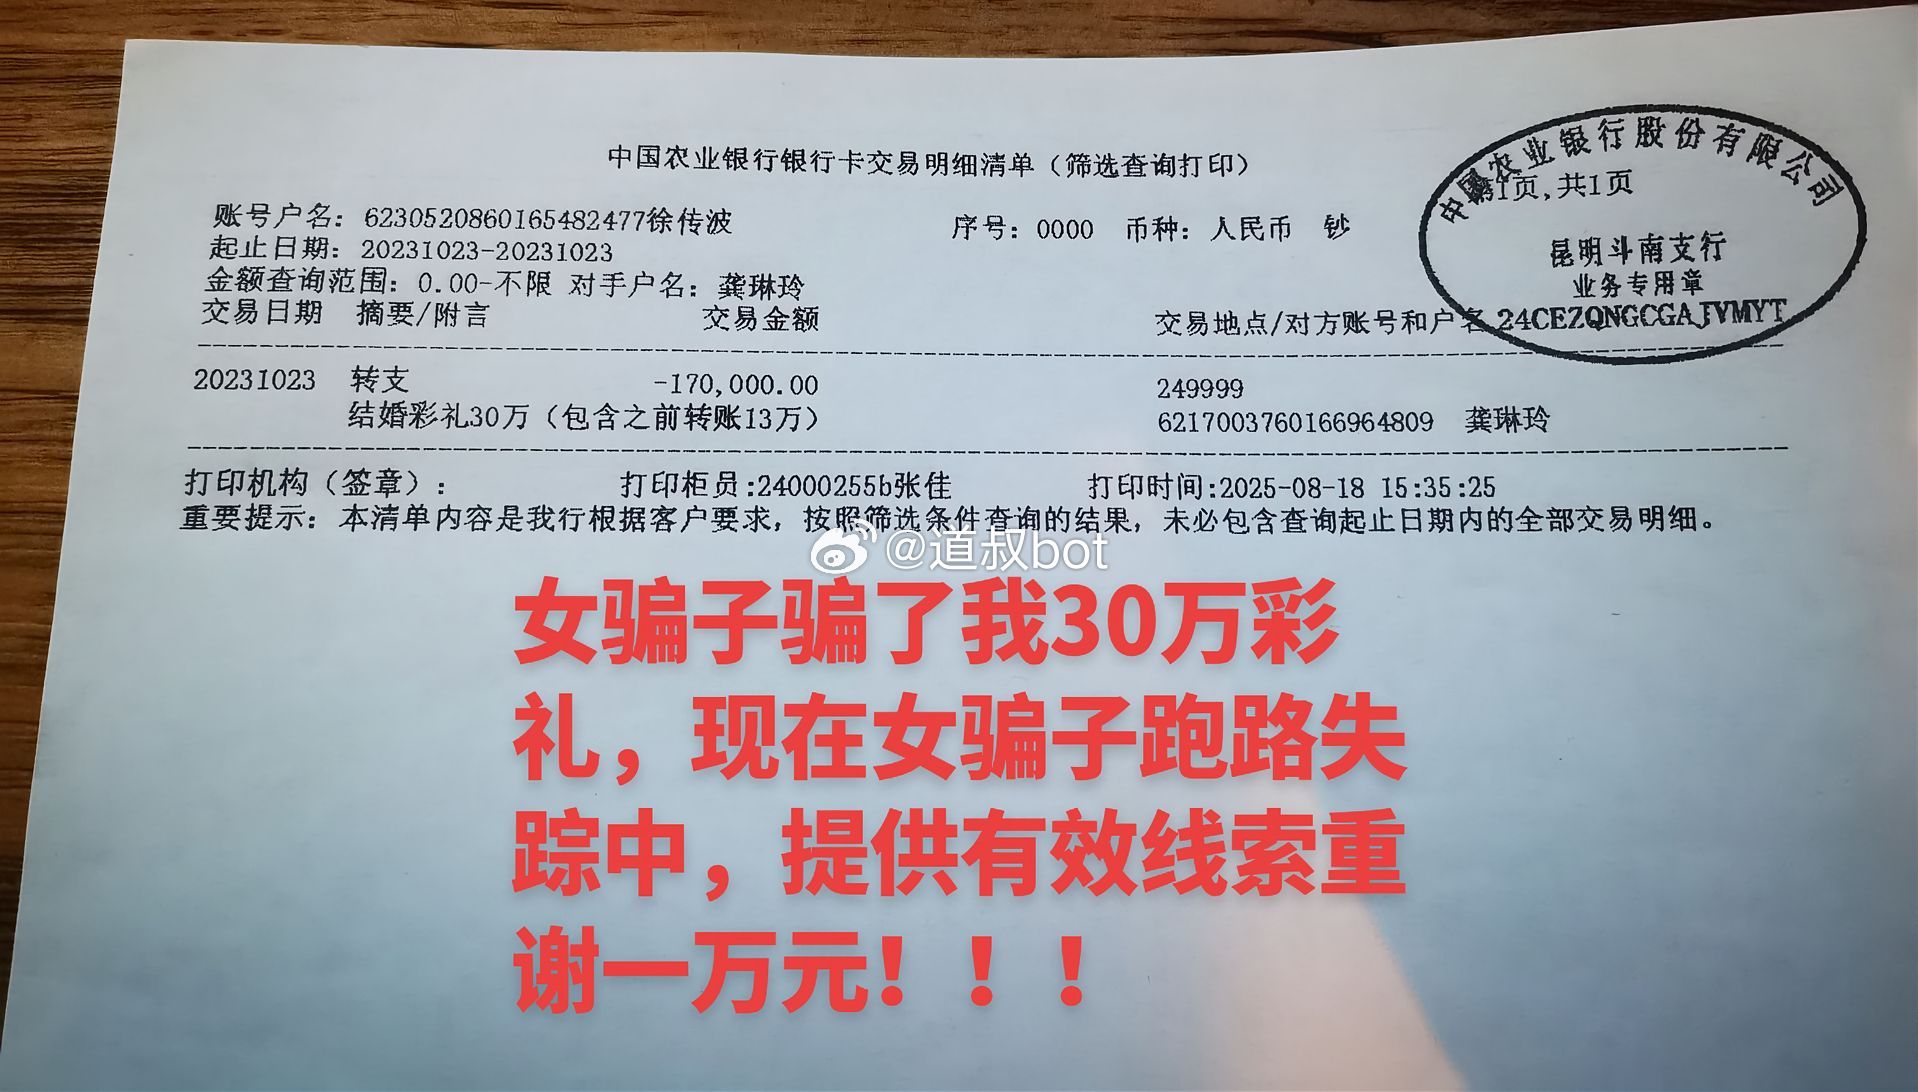 中国农业银行银行卡交易明细清单（筛选查询打印）
中国农业银行股份有限公司
第1页,共1页
昆明斗南支行
业务专用章
24CEZQNGCGAJVMYT
账号户名：6230520860165482477徐传波 序号：0000 币种：人民币 钞
起止日期：20231023-20231023
金额查询范围：0.00-不限 对手户名：龚琳玲
交易日期 摘要/附言 交易金额 交易地点/对方账号和户名
20231023 转支 -170,000.00 249999
结婚彩礼30万（包含之前转账13万） 6217003760166964809 龚琳玲
打印机构（签章）： 打印柜员:24000255b张佳 打印时间:2025-08-18 15:35:25
重要提示：本清单内容是我行根据客户要求，按照筛选条件查询的结果，未必包含查询起止日期内的全部交易明细。
@道叔bot
女骗子骗了我30万彩
礼，现在女骗子跑路失
踪中，提供有效线索重
谢一万元！！！